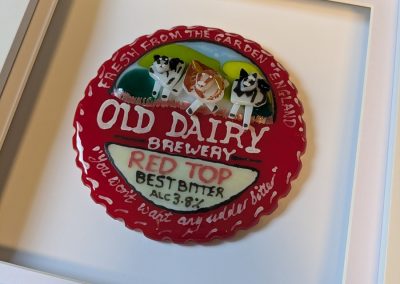 FRESH FROM THE GARDEN OF ENGLAND
OLD DAIRY
BREWERY
RED TOP
BEST BITTER
ALC 3.8%
"You won't want any udder bitter"